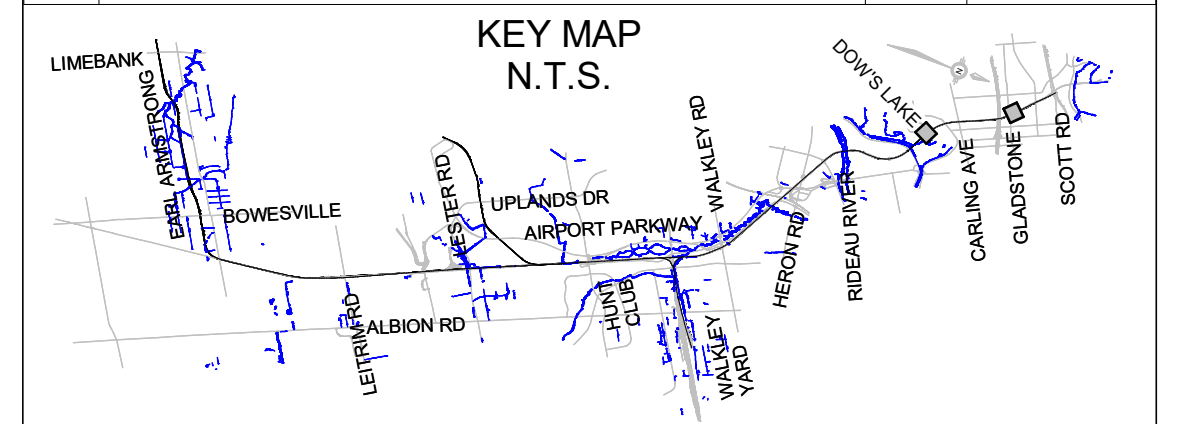 KEY MAP
N.T.S.
LIMEBANK
EARL ARMSTRONG
BOWESVILLE
LEITRIM RD
ALBION RD
LESTER RD
UPLANDS DR
AIRPORT PARKWAY
HUNT
CLUB
WALKLEY RD
WALKLEY
YARD
HERON RD
RIDEAU RIVER
DOW'S LAKE
N
CARLING AVE
GLADSTONE
SCOTT RD